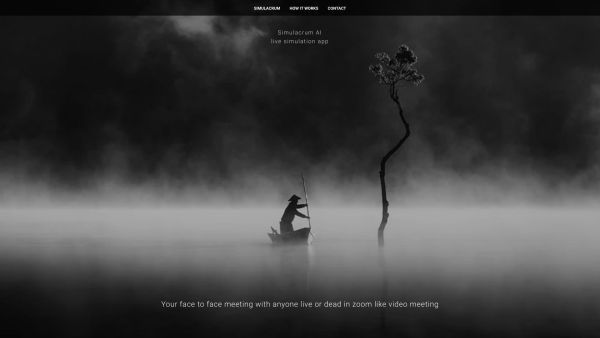 SIMULACRUM HOW IT WORKS CONTACT
Simulacrum AI
live simulation app
Your face to face meeting with anyone live or dead in zoom like video meeting